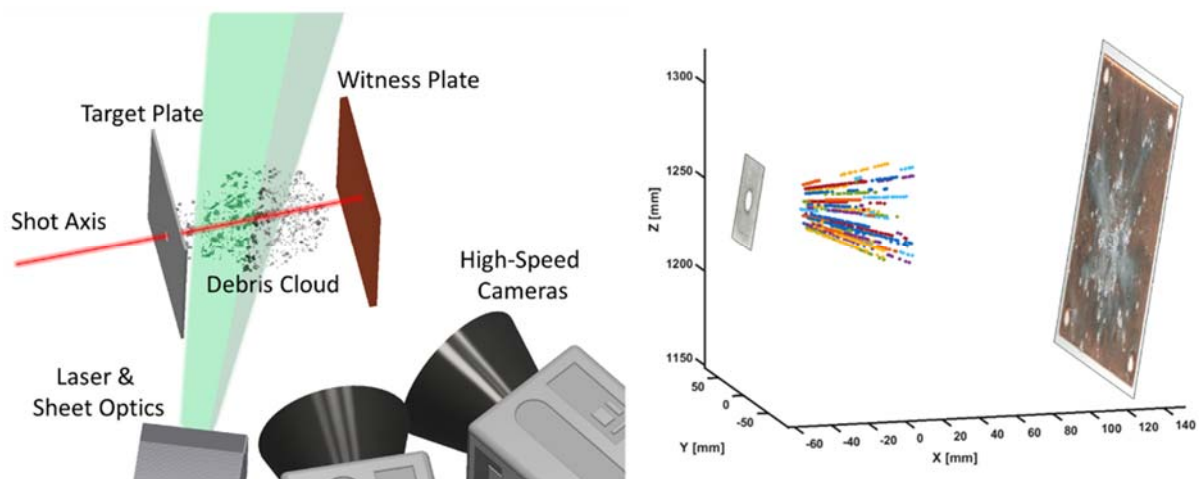 Witness Plate
Target Plate
Shot Axis
Debris Cloud
High-Speed
Cameras
Laser &
Sheet Optics
1300
1250
Z [mm]
1200
1150
50
0
-50
Y [mm]
-60 -40 -20 0 20 40 60 80 100 120 140
X [mm]